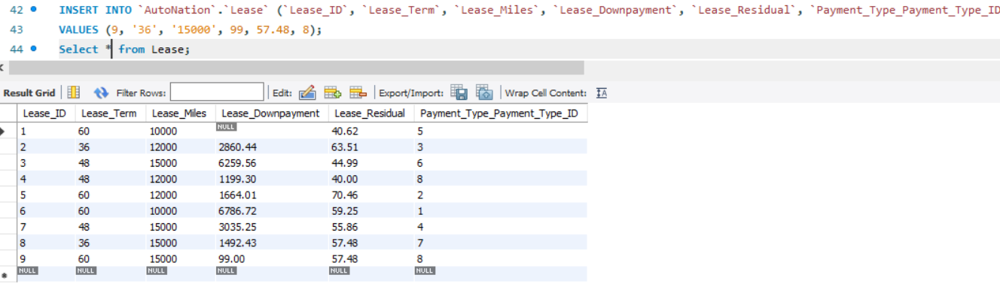 42 INSERT INTO `AutoNation`.`Lease` (`Lease_ID`, `Lease_Term`, `Lease_Miles`, `Lease_Downpayment`, `Lease_Residual`, `Payment_Type_Payment_Type_ID
43 VALUES (9, '36', '15000', 99, 57.48, 8);
44 Select * from Lease;
Result Grid Filter Rows: Edit: Export/Import: Wrap Cell Content: IA
Lease_ID Lease_Term Lease_Miles Lease_Downpayment Lease_Residual Payment_Type_Payment_Type_ID
1 60 10000 NULL 40.62 5
2 36 12000 2860.44 63.51 3
3 48 15000 6259.56 44.99 6
4 48 12000 1199.30 40.00 8
5 60 12000 1664.01 70.46 2
6 60 10000 6786.72 59.25 1
7 48 15000 3035.25 55.86 4
8 36 15000 1492.43 57.48 7
9 60 15000 99.00 57.48 8
NULL NULL NULL NULL NULL NULL